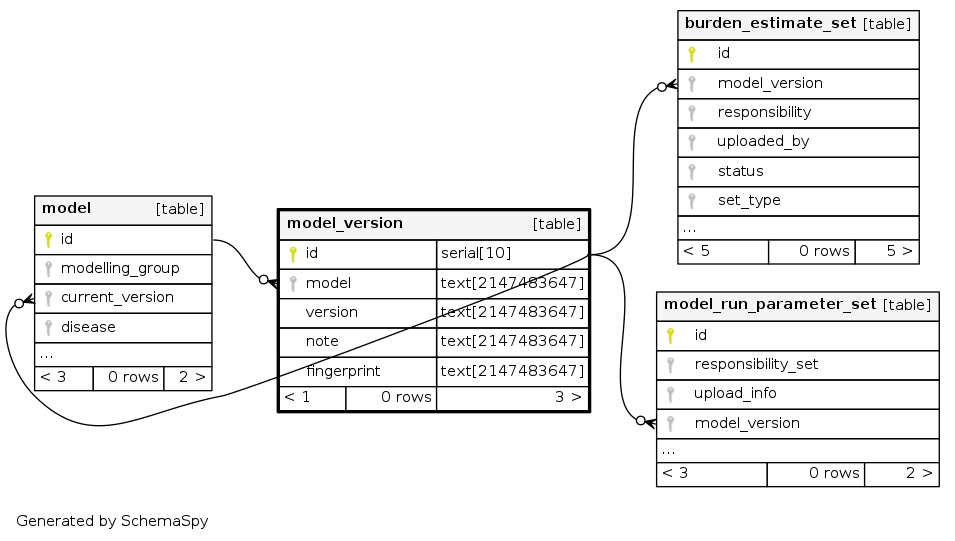 burden_estimate_set [table]
id
model_version
responsibility
uploaded_by
status
set_type
...
< 5 0 rows 5 >
model [table]
id
modelling_group
current_version
disease
...
< 3 0 rows 2 >
model_version [table]
id serial[10]
model text[2147483647]
version text[2147483647]
note text[2147483647]
fingerprint text[2147483647]
< 1 0 rows 3 >
model_run_parameter_set [table]
id
responsibility_set
upload_info
model_version
...
< 3 0 rows 2 >
Generated by SchemaSpy